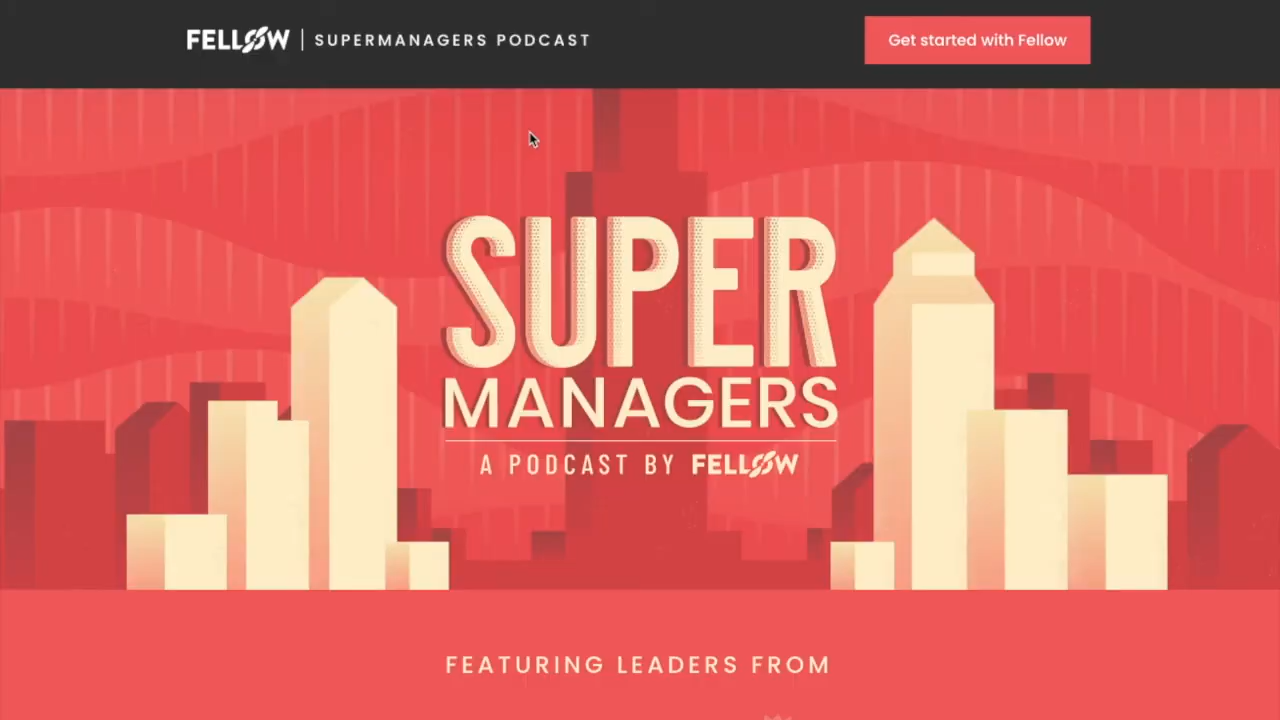 FELLOW | SUPERMANAGERS PODCAST
Get started with Fellow
SUPER
MANAGERS
A PODCAST BY FELLOW
FEATURING LEADERS FROM